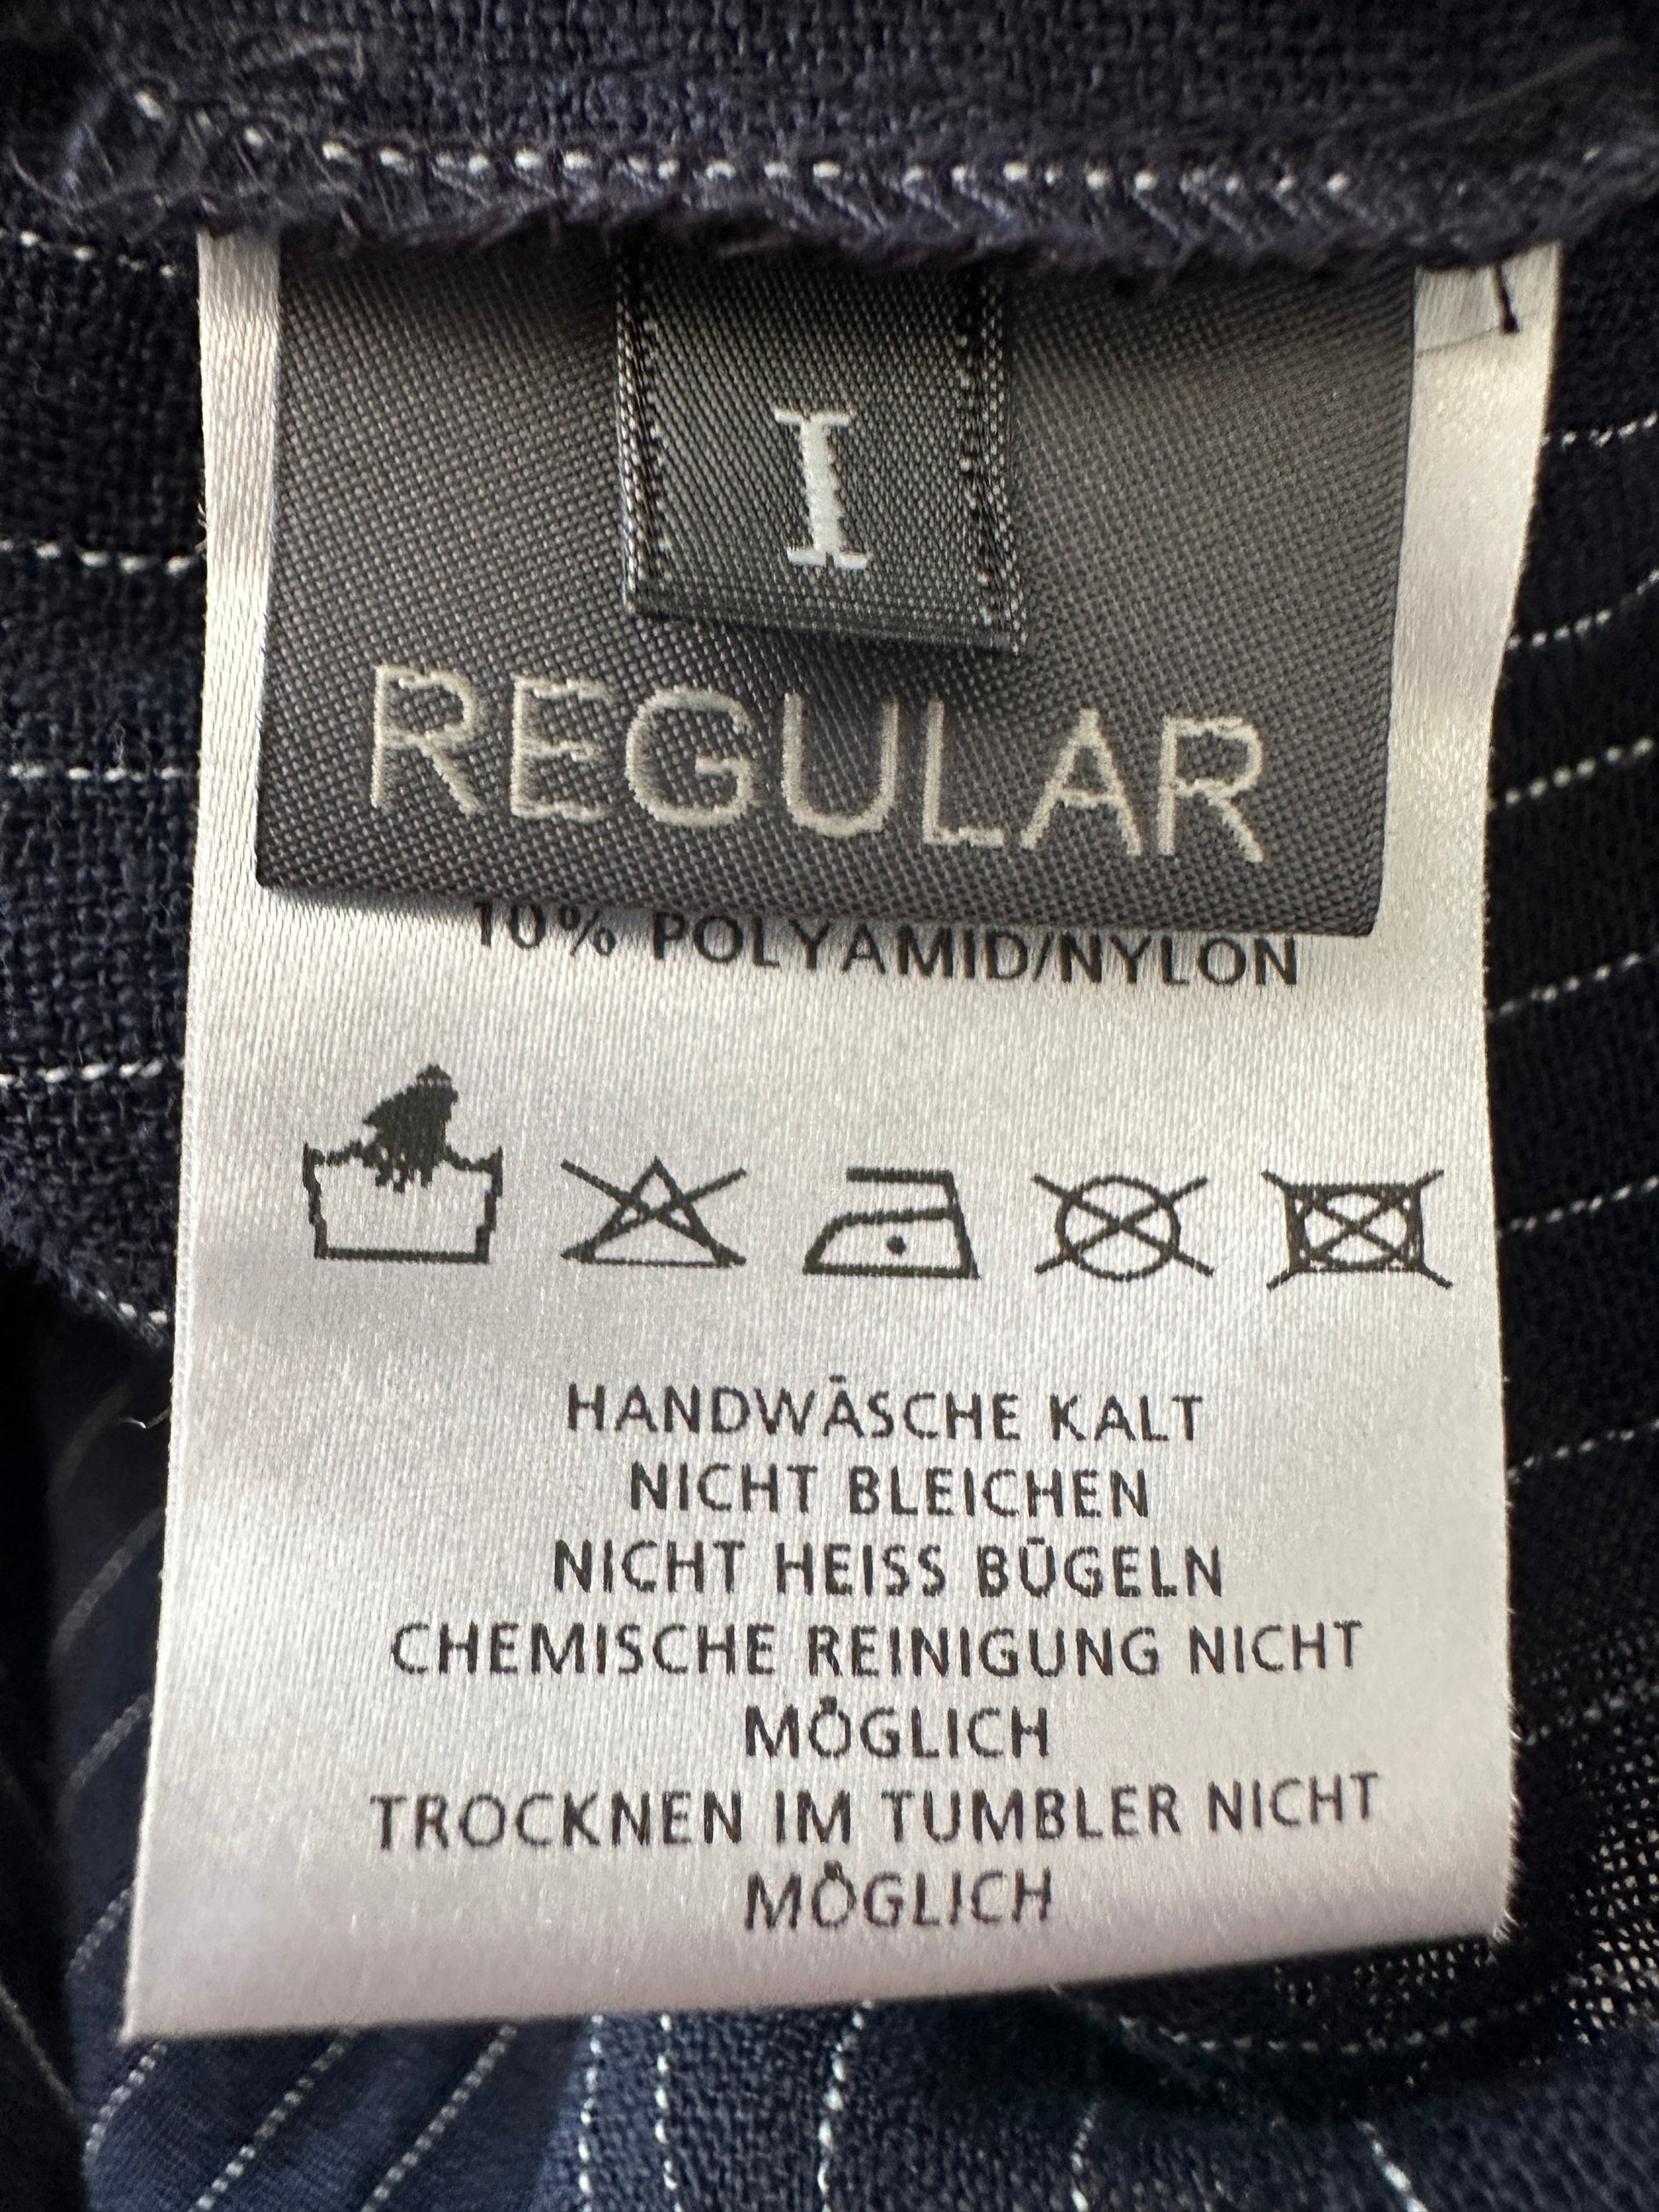 I
REGULAR
10% POLYAMID/NYLON
HANDWÄSCHE KALT
NICHT BLEICHEN
NICHT HEISS BÜGELN
CHEMISCHE REINIGUNG NICHT
MÖGLICH
TROCKNEN IM TUMBLER NICHT
MÖGLICH